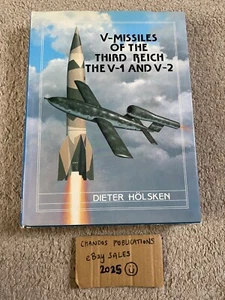 V-MISSILES
OF THE
THIRD REICH
THE V-1 AND V-2
DIETER HÖLSKEN
CHANDOS PUBLICATIONS
eBay SALES
2025 U